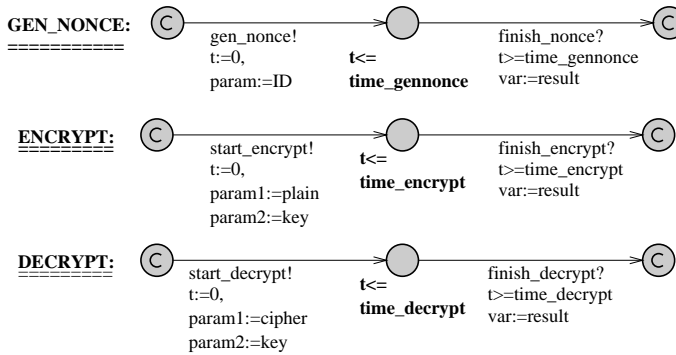 GEN_NONCE:
C
C
gen_nonce!
t:=0,
param:=ID
t<=
time_gennonce
finish_nonce?
t>=time_gennonce
var:=result
ENCRYPT:
C
C
start_encrypt!
t:=0,
param1:=plain
param2:=key
t<=
time_encrypt
finish_encrypt?
t>=time_encrypt
var:=result
DECRYPT:
C
C
start_decrypt!
t:=0,
param1:=cipher
param2:=key
t<=
time_decrypt
finish_decrypt?
t>=time_decrypt
var:=result